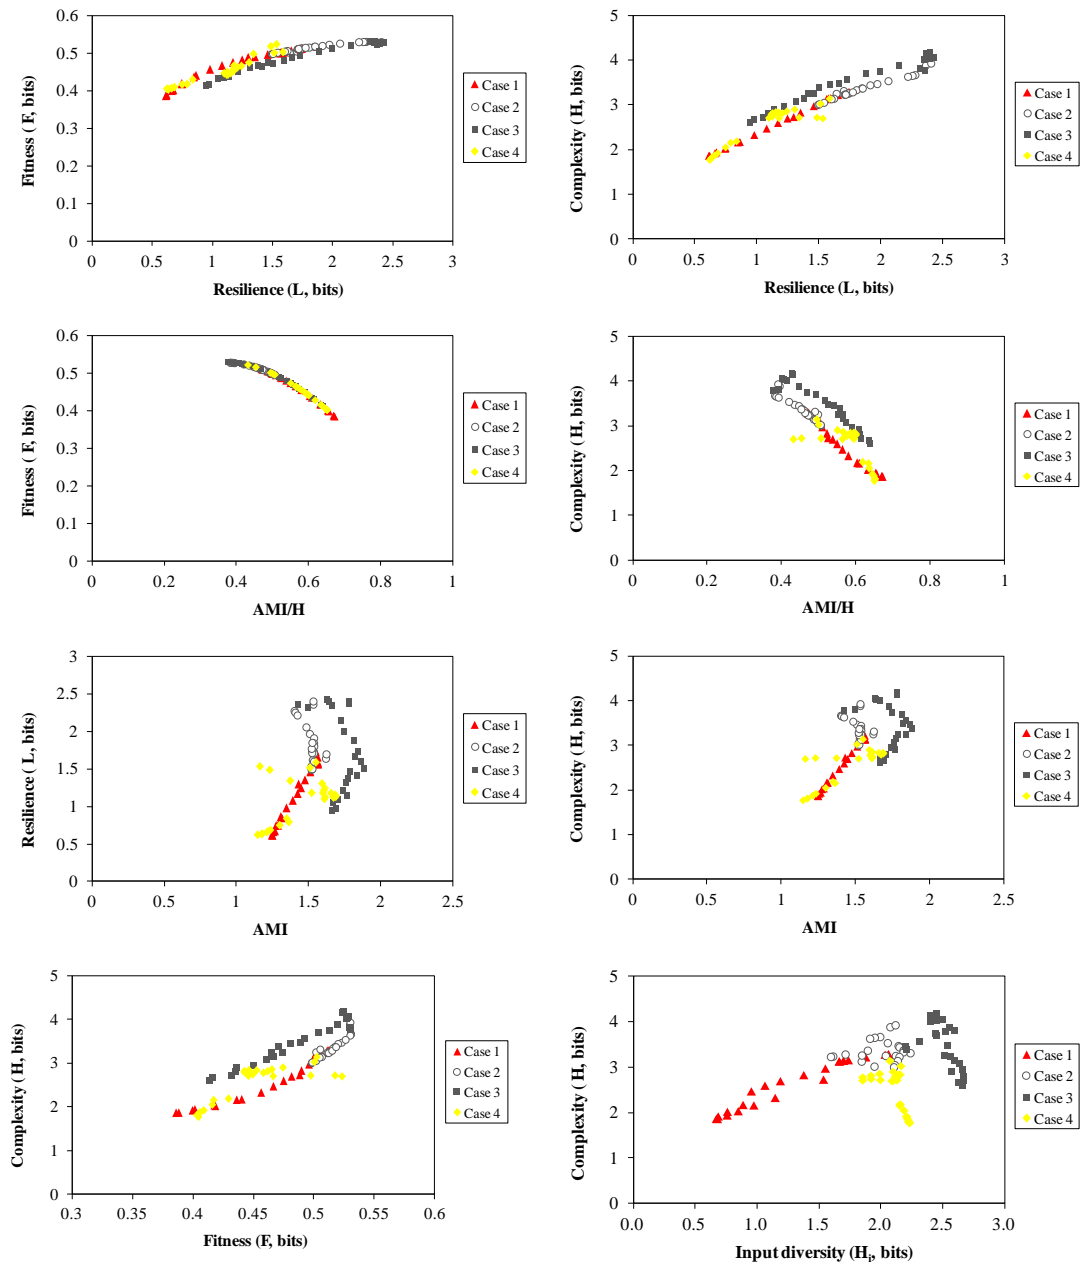 0.6
0.5
0.4
0.3
0.2
0.1
0
0 0.5 1 1.5 2 2.5 3
Fitness ( F, bits)
Resilience (L, bits)
Case 1
Case 2
Case 3
Case 4
5
4
3
2
1
0
0 0.5 1 1.5 2 2.5 3
Complexity (H, bits)
Resilience (L, bits)
Case 1
Case 2
Case 3
Case 4
0.6
0.5
0.4
0.3
0.2
0.1
0
0 0.2 0.4 0.6 0.8 1
Fitness ( F, bits)
AMI/H
Case 1
Case 2
Case 3
Case 4
5
4
3
2
1
0
0 0.2 0.4 0.6 0.8 1
Complexity (H, bits)
AMI/H
Case 1
Case 2
Case 3
Case 4
3
2.5
2
1.5
1
0.5
0
0 0.5 1 1.5 2 2.5
Resilience ( L, bits)
AMI
Case 1
Case 2
Case 3
Case 4
5
4
3
2
1
0
0 0.5 1 1.5 2 2.5
Complexity (H, bits)
AMI
Case 1
Case 2
Case 3
Case 4
5
4
3
2
1
0
0.3 0.4 0.45 0.5 0.55 0.6
Complexity ( H, bits)
Fitness (F, bits)
Case 1
Case 2
Case 3
Case 4
5
4
3
2
1
0
0.0 0.5 1.0 1.5 2.0 2.5 3.0
Complexity (H, bits)
Input diversity (Hi, bits)
Case 1
Case 2
Case 3
Case 4